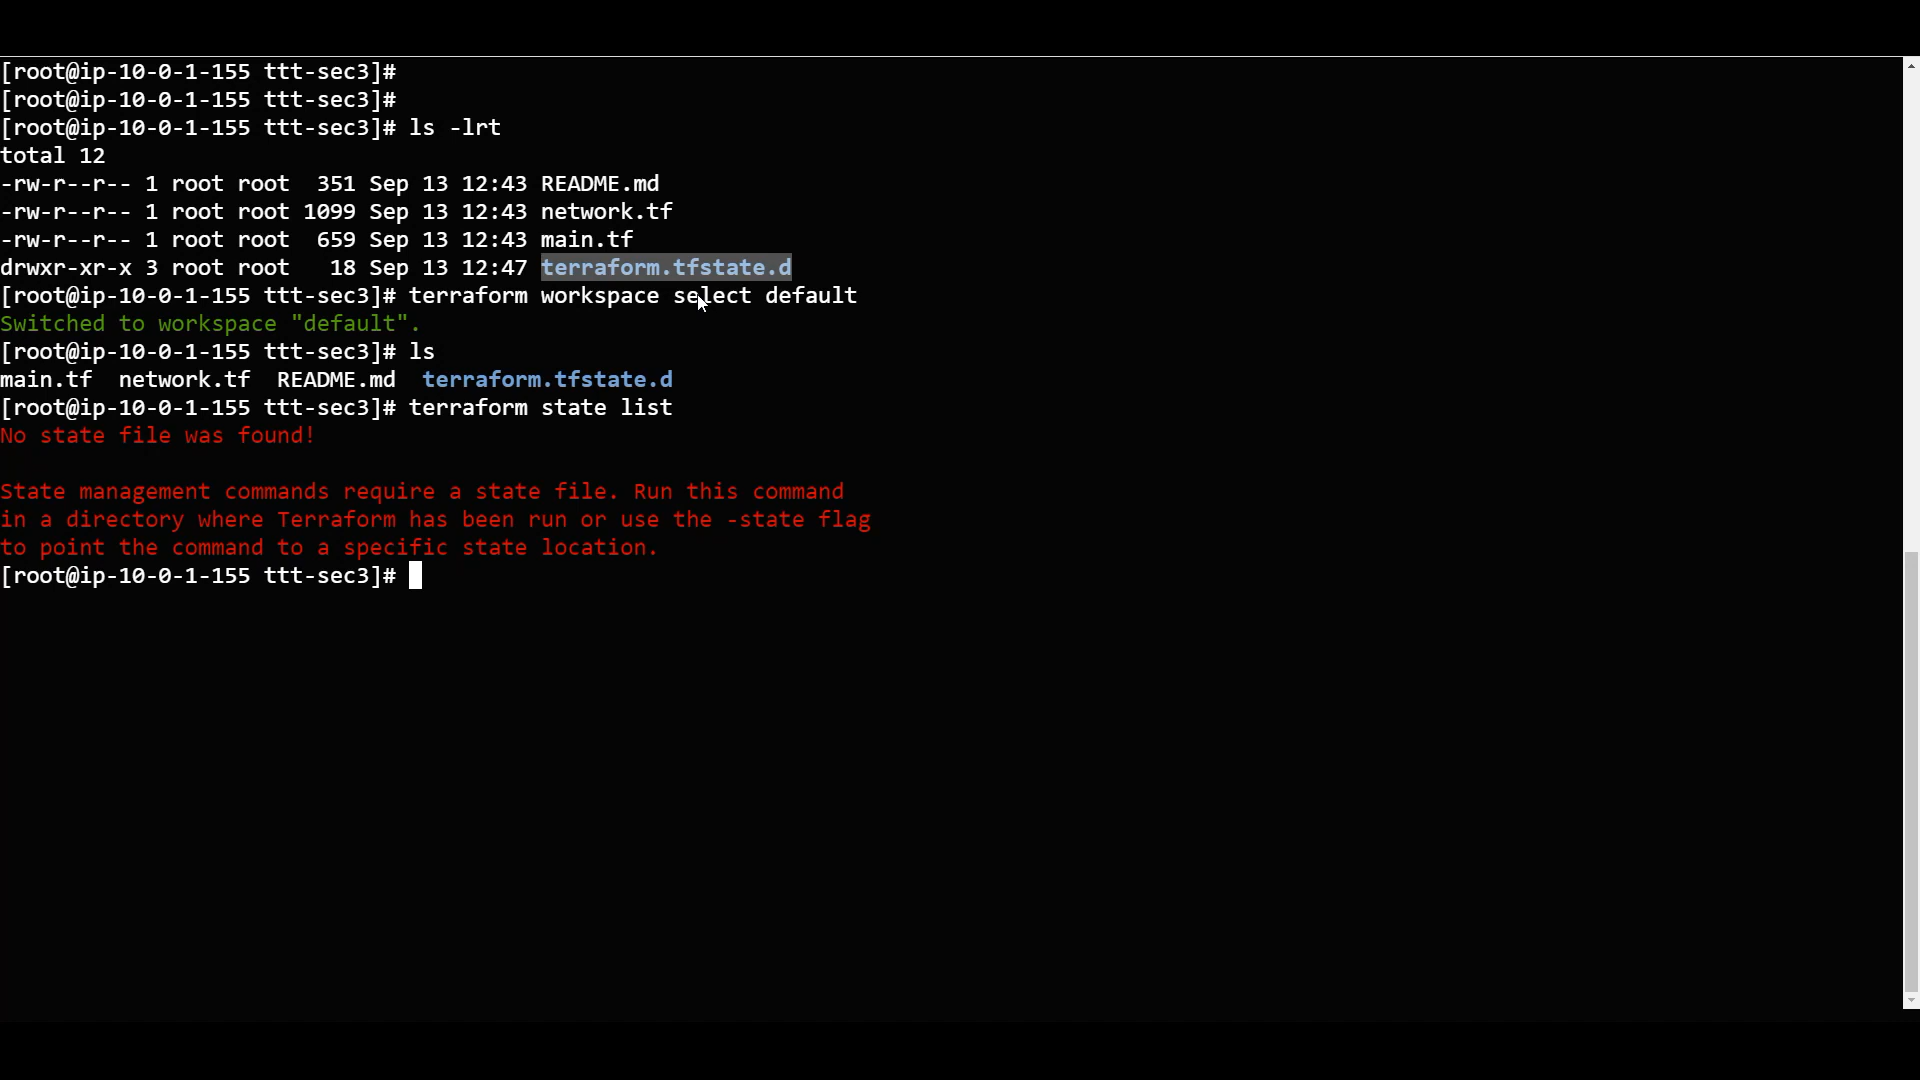 [root@ip-10-0-1-155 ttt-sec3]#
[root@ip-10-0-1-155 ttt-sec3]#
[root@ip-10-0-1-155 ttt-sec3]# ls -lrt
total 12
-rw-r--r-- 1 root root  351 Sep 13 12:43 README.md
-rw-r--r-- 1 root root 1099 Sep 13 12:43 network.tf
-rw-r--r-- 1 root root  659 Sep 13 12:43 main.tf
drwxr-xr-x 3 root root   18 Sep 13 12:47 terraform.tfstate.d
[root@ip-10-0-1-155 ttt-sec3]# terraform workspace select default
Switched to workspace "default".
[root@ip-10-0-1-155 ttt-sec3]# ls
main.tf  network.tf  README.md  terraform.tfstate.d
[root@ip-10-0-1-155 ttt-sec3]# terraform state list
No state file was found!
State management commands require a state file. Run this command
in a directory where Terraform has been run or use the -state flag
to point the command to a specific state location.
[root@ip-10-0-1-155 ttt-sec3]#